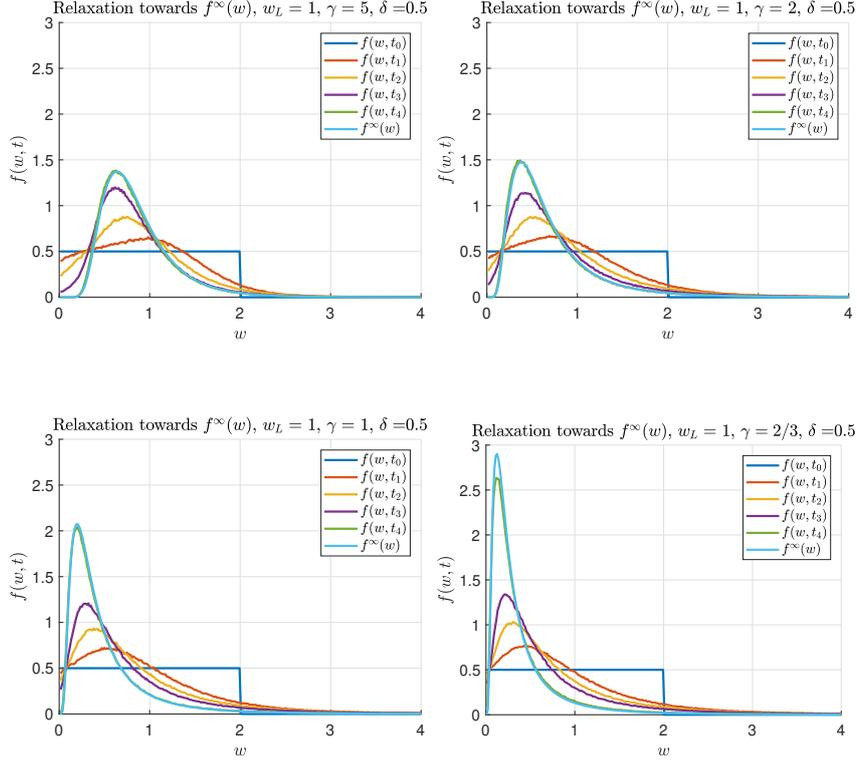 Relaxation towards f^∞(w), w_L = 1, γ = 5, δ =0.5
3
2.5
2
1.5
1
0.5
0
f(w, t)
f(w, t_0)
f(w, t_1)
f(w, t_2)
f(w, t_3)
f(w, t_4)
f^∞(w)
0 1 2 3 4
w
Relaxation towards f^∞(w), w_L = 1, γ = 2, δ =0.5
3
2.5
2
1.5
1
0.5
0
f(w, t)
f(w, t_0)
f(w, t_1)
f(w, t_2)
f(w, t_3)
f(w, t_4)
f^∞(w)
0 1 2 3 4
w
Relaxation towards f^∞(w), w_L = 1, γ = 1, δ =0.5
3
2.5
2
1.5
1
0.5
0
f(w, t)
f(w, t_0)
f(w, t_1)
f(w, t_2)
f(w, t_3)
f(w, t_4)
f^∞(w)
0 1 2 3 4
w
Relaxation towards f^∞(w), w_L = 1, γ = 2/3, δ =0.5
3
2.5
2
1.5
1
0.5
0
f(w, t)
f(w, t_0)
f(w, t_1)
f(w, t_2)
f(w, t_3)
f(w, t_4)
f^∞(w)
0 1 2 3 4
w